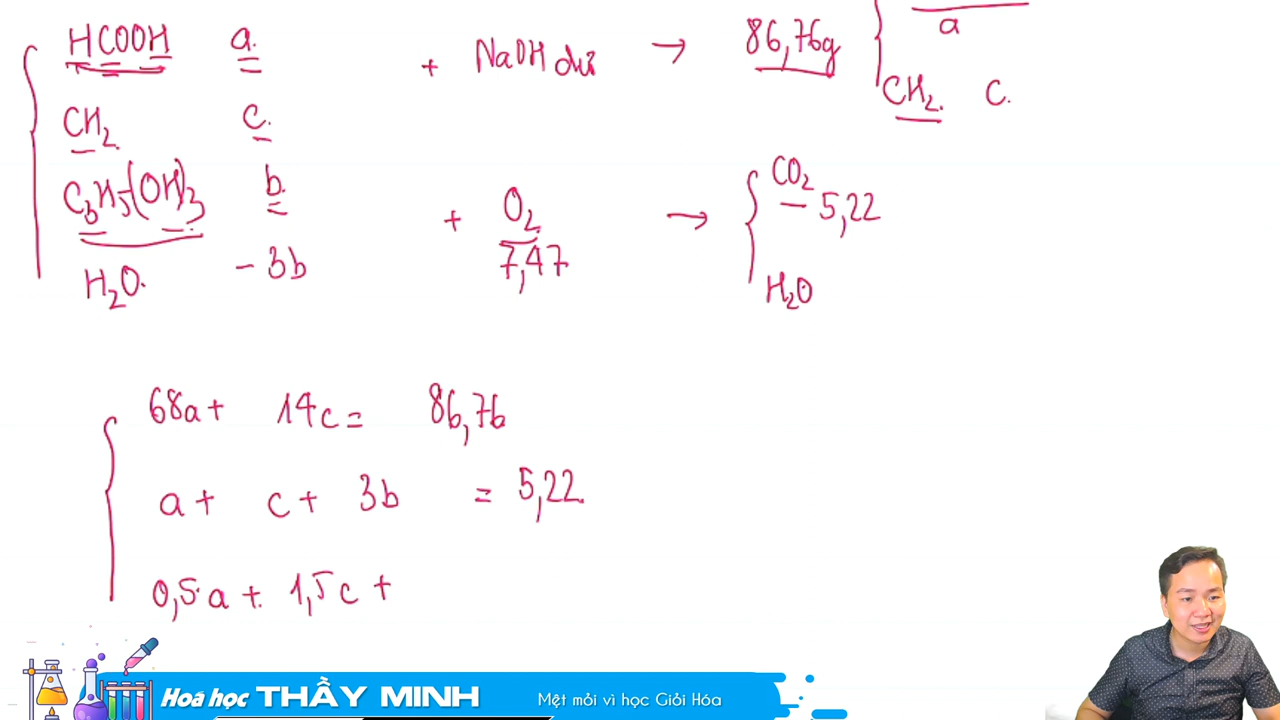 HCOOH a. + NaOH dư → 86,76g { a
CH2. c. CH2. c.
C3H5(OH)3 b. + O2 7,47 → { CO2 5,22
H2O. - 3b H2O
68a + 14c = 86,76
a + c + 3b = 5,22.
0,5a + 1,5c +
Hoá học THẦY MINH Mệt mỏi vì học Giỏi Hóa